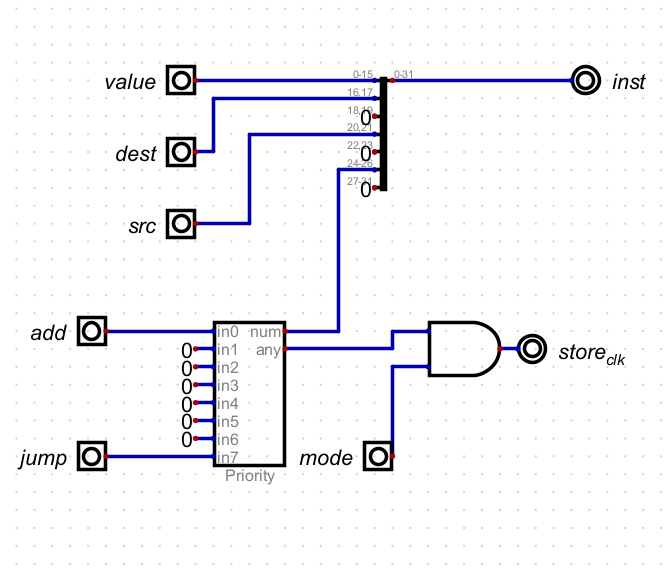 value
0-15
0-31
inst
16,17
18,19
0
dest
20,21
22,23
0
24-26
src
27-31
0
add
in0
num
0
in1
any
0
in2
store clk
0
in3
0
in4
0
in5
0
in6
jump
in7
mode
Priority